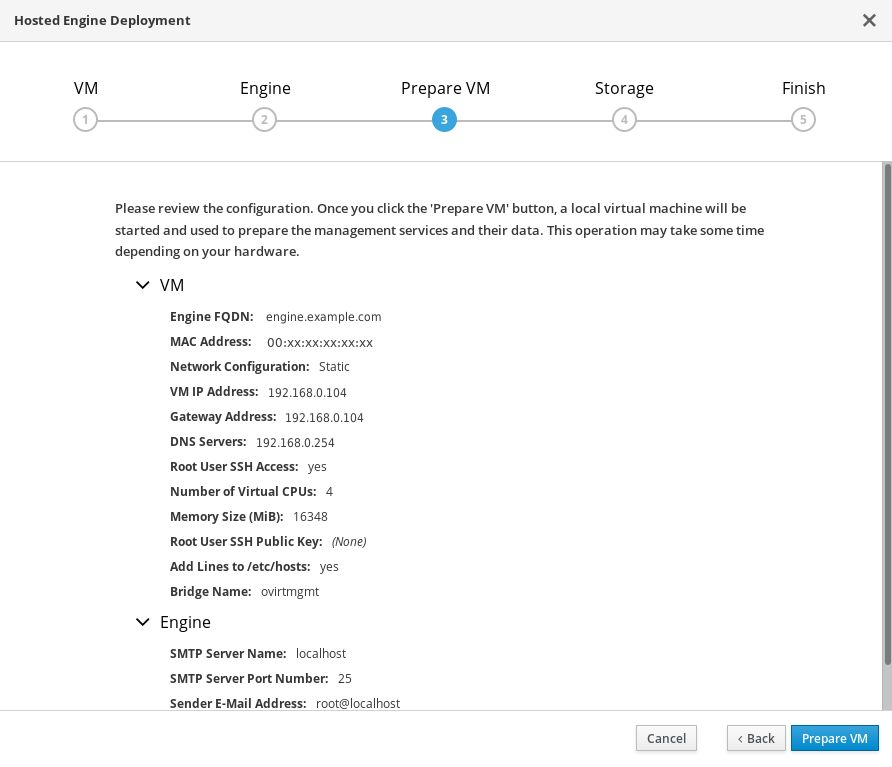 Hosted Engine Deployment
VM Engine Prepare VM Storage Finish
1 2 3 4 5
Please review the configuration. Once you click the 'Prepare VM' button, a local virtual machine will be
started and used to prepare the management services and their data. This operation may take some time
depending on your hardware.
VM
Engine FQDN: engine.example.com
MAC Address: 00:xx:xx:xx:xx:xx
Network Configuration: Static
VM IP Address: 192.168.0.104
Gateway Address: 192.168.0.104
DNS Servers: 192.168.0.254
Root User SSH Access: yes
Number of Virtual CPUs: 4
Memory Size (MiB): 16348
Root User SSH Public Key: (None)
Add Lines to /etc/hosts: yes
Bridge Name: ovirtmgmt
Engine
SMTP Server Name: localhost
SMTP Server Port Number: 25
Sender E-Mail Address: root@localhost
Cancel < Back Prepare VM